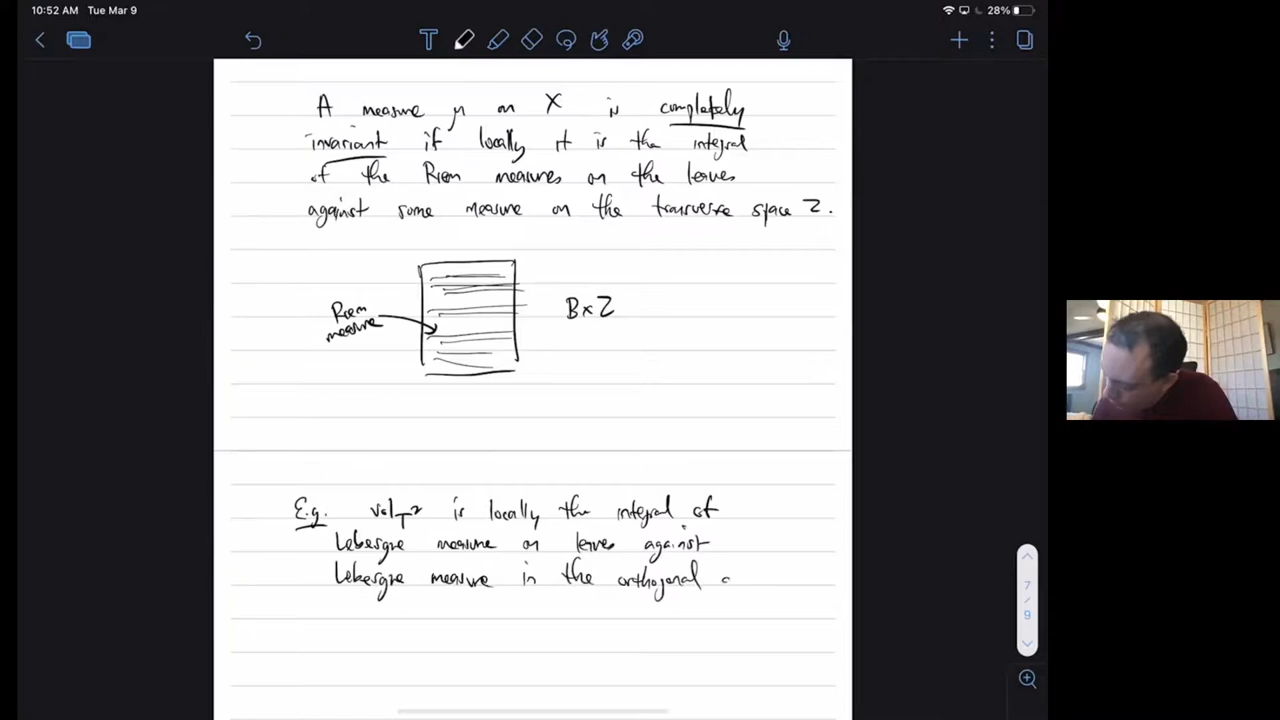 10:52 AM Tue Mar 9
28%
T
A measure μ on X is completely
invariant if locally it is the integral
of the Riem measures on the leaves
against some measure on the transverse space Z.
Riem
measure
B×Z
7
/
9
E.g. vol_T² is locally the integral of
Lebesgue measure on leaves against
Lebesgue measure in the orthogonal